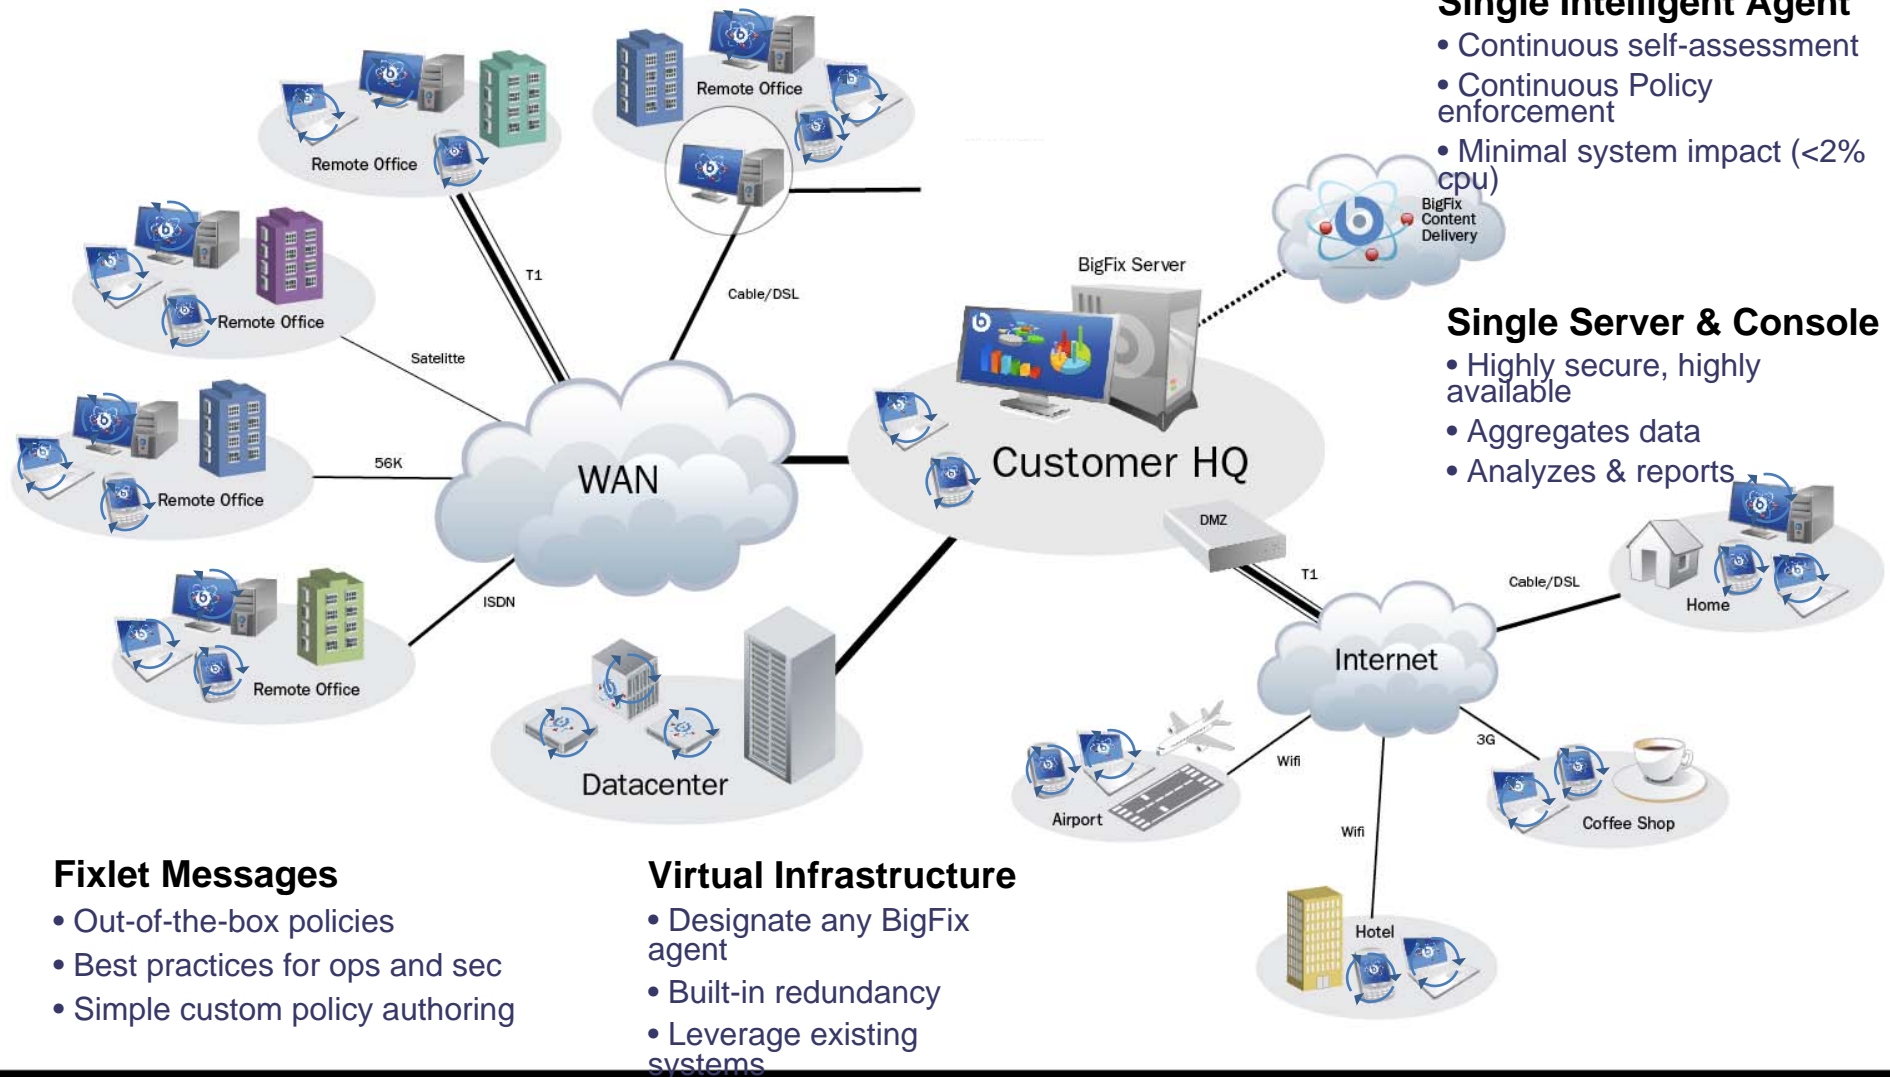 Single Intelligent Agent
• Continuous self-assessment
• Continuous Policy
enforcement
• Minimal system impact (<2%
cpu)
Remote Office
Remote Office
BigFix
Content
Delivery
T1
Cable/DSL
BigFix Server
Remote Office
Satelitte
Single Server & Console
• Highly secure, highly
available
• Aggregates data
• Analyzes & reports
56K
WAN
Customer HQ
Remote Office
DMZ
T1
Cable/DSL
Home
ISDN
Remote Office
Internet
Datacenter
Wifi
3G
Airport
Wifi
Coffee Shop
Hotel
Fixlet Messages
• Out-of-the-box policies
• Best practices for ops and sec
• Simple custom policy authoring
Virtual Infrastructure
• Designate any BigFix
agent
• Built-in redundancy
• Leverage existing
systems